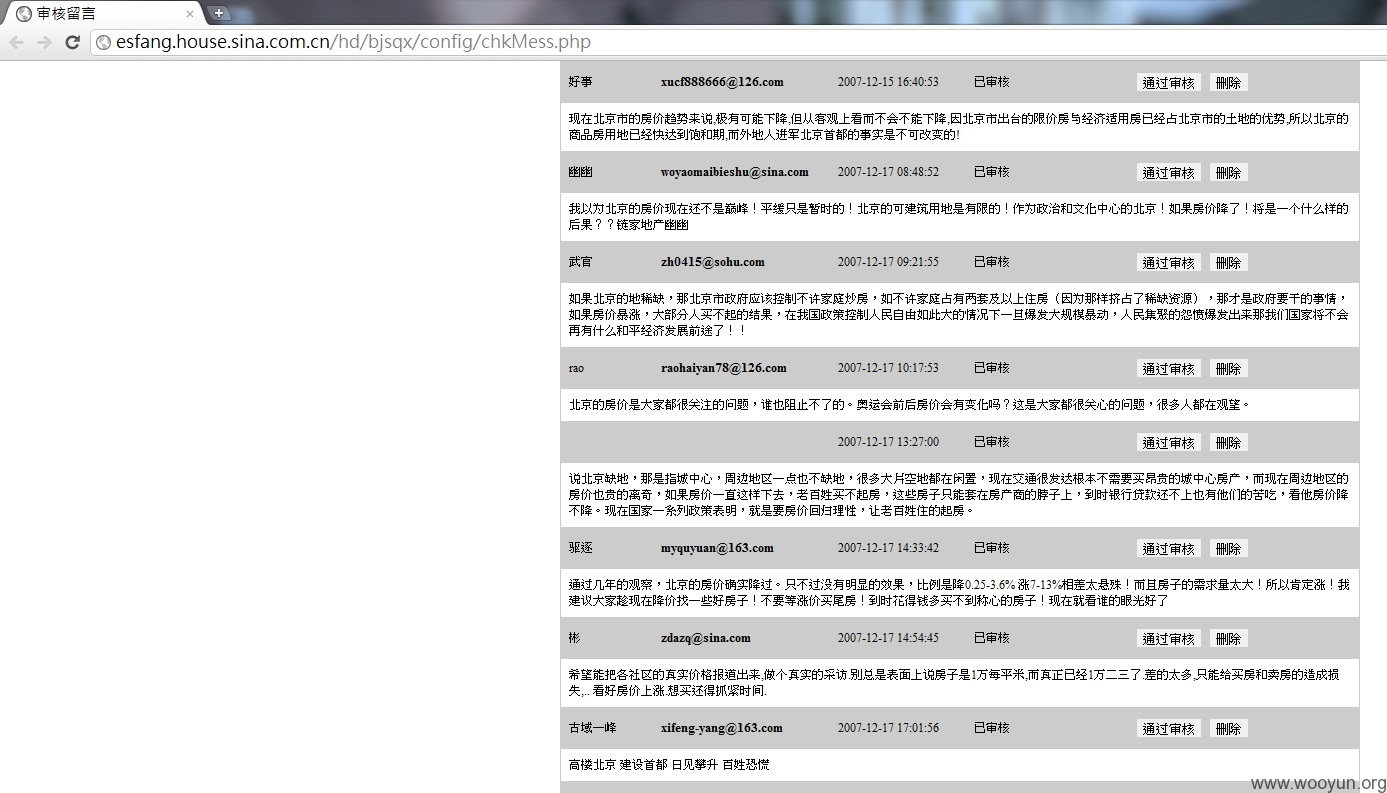 审核留言
esfang.house.sina.com.cn/hd/bjsqx/config/chkMess.php
好事 xucf888666@126.com 2007-12-15 16:40:53 已审核 通过审核 删除
现在北京市的房价趋势来说,极有可能下降,但从客观上看而不会不能下降,因北京市出台的限价房与经济适用房已经占北京市的土地的优势,所以北京的
商品房用地已经快达到饱和期,而外地人进军北京首都的事实是不可改变的!
幽幽 woyaomaibieshu@sina.com 2007-12-17 08:48:52 已审核 通过审核 删除
我以为北京的房价现在还不是巅峰！平缓只是暂时的！北京的可建筑用地是有限的！作为政治和文化中心的北京！如果房价降了！将是一个什么样的
后果？？链家地产幽幽
武官 zh0415@sohu.com 2007-12-17 09:21:55 已审核 通过审核 删除
如果北京的地稀缺，那北京市政府应该控制不许家庭炒房，如不许家庭占有两套及以上住房（因为那样挤占了稀缺资源），那才是政府要干的事情，
如果房价暴涨，大部分人买不起的结果，在我国政策控制人民自由如此大的情况下一旦爆发大规模暴动，人民集聚的怨愤爆发出来那我们国家将不会
再有什么和平经济发展前途了！！
rao raohaiyan78@126.com 2007-12-17 10:17:53 已审核 通过审核 删除
北京的房价是大家都很关注的问题，谁也阻止不了的。奥运会前后房价会有变化吗？这是大家都很关心的问题，很多人都在观望。
2007-12-17 13:27:00 已审核 通过审核 删除
说北京缺地，那是指城中心，周边地区一点也不缺地，很多大片空地都在闲置，现在交通很发达根本不需要买昂贵的城中心房产，而现在周边地区的
房价也贵的离奇，如果房价一直这样下去，老百姓买不起房，这些房子只能套在房产商的脖子上，到时银行贷款还不上也有他们的苦吃，看他房价降
不降。现在国家一系列政策表明，就是要房价回归理性，让老百姓住的起房。
驱逐 myquyuan@163.com 2007-12-17 14:33:42 已审核 通过审核 删除
通过几年的观察，北京的房价确实降过。只不过没有明显的效果，比例是降0.25-3.6% 涨7-13%相差太悬殊！而且房子的需求量太大！所以肯定涨！我
建议大家趁现在降价找一些好房子！不要等涨价买尾房！到时花得钱多买不到称心的房子！现在就看谁的眼光好了
彬 zdazq@sina.com 2007-12-17 14:54:45 已审核 通过审核 删除
希望能把各社区的真实价格报道出来,做个真实的采访.别总是表面上说房子是1万每平米,而真正已经1万二三了.差的太多,只能给买房和卖房的造成损
失,.. 看好房价上涨.想买还得抓紧时间.
古域一峰 xifeng-yang@163.com 2007-12-17 17:01:56 已审核 通过审核 删除
高楼北京 建设首都 日见攀升 百姓恐慌
www.wooyun.org